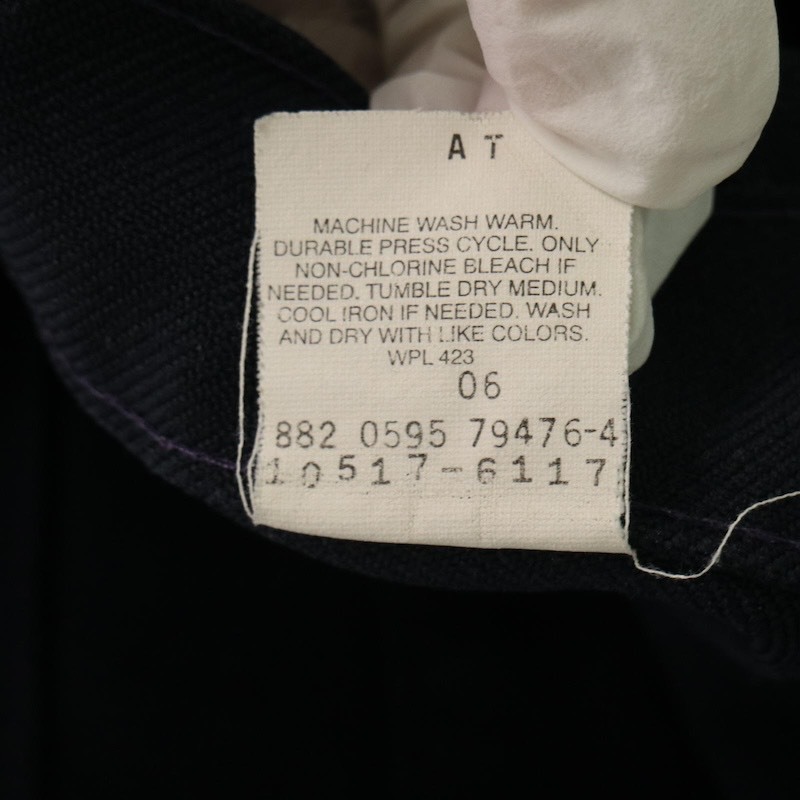 A T
MACHINE WASH WARM.
DURABLE PRESS CYCLE. ONLY
NON-CHLORINE BLEACH IF
NEEDED. TUMBLE DRY MEDIUM.
COOL IRON IF NEEDED. WASH
AND DRY WITH LIKE COLORS.
WPL 423
06
882 0595 79476-4
10517-6117